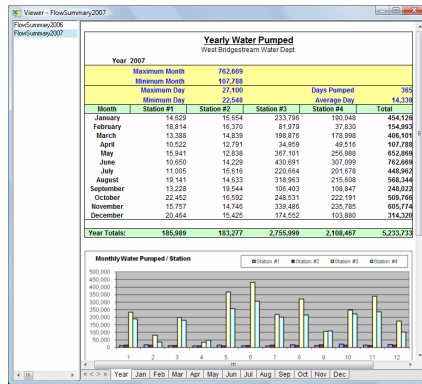 Viewer - FlowSummary2007
FlowSummary2006
FlowSummary2007
Yearly Water Pumped
West Bridgestream Water Dept.
Year 2007
Maximum Month 762,669
Minimum Month 107,788
Maximum Day 27,100 Days Pumped 365
Minimum Day 22,548 Average Day 14,339
Month Station #1 Station #2 Station #3 Station #4 Total
January 14,629 15,654 233,796 190,048 454,126
February 18,814 16,370 81,979 37,830 154,993
March 13,388 14,839 198,876 178,998 406,101
April 10,522 12,791 34,959 49,516 107,788
May 15,941 12,838 367,101 256,988 652,869
June 10,650 14,229 430,691 307,099 762,669
July 11,005 15,616 220,664 201,678 448,962
August 19,141 14,633 318,963 215,608 568,344
September 13,228 19,544 106,403 108,847 248,022
October 22,452 16,592 248,531 222,191 509,766
November 15,757 14,746 339,486 235,785 605,774
December 20,464 15,425 174,552 103,880 314,320
Year Totals: 185,989 183,277 2,755,999 2,108,467 5,233,733
Monthly Water Pumped / Station
Station #1 Station #2 Station #3 Station #4
500,000
450,000
400,000
350,000
300,000
250,000
200,000
150,000
100,000
50,000
0
1 2 3 4 5 6 7 8 9 10 11 12
Year Jan Feb Mar Apr May Jun Jul Aug Sep Oct Nov Dec